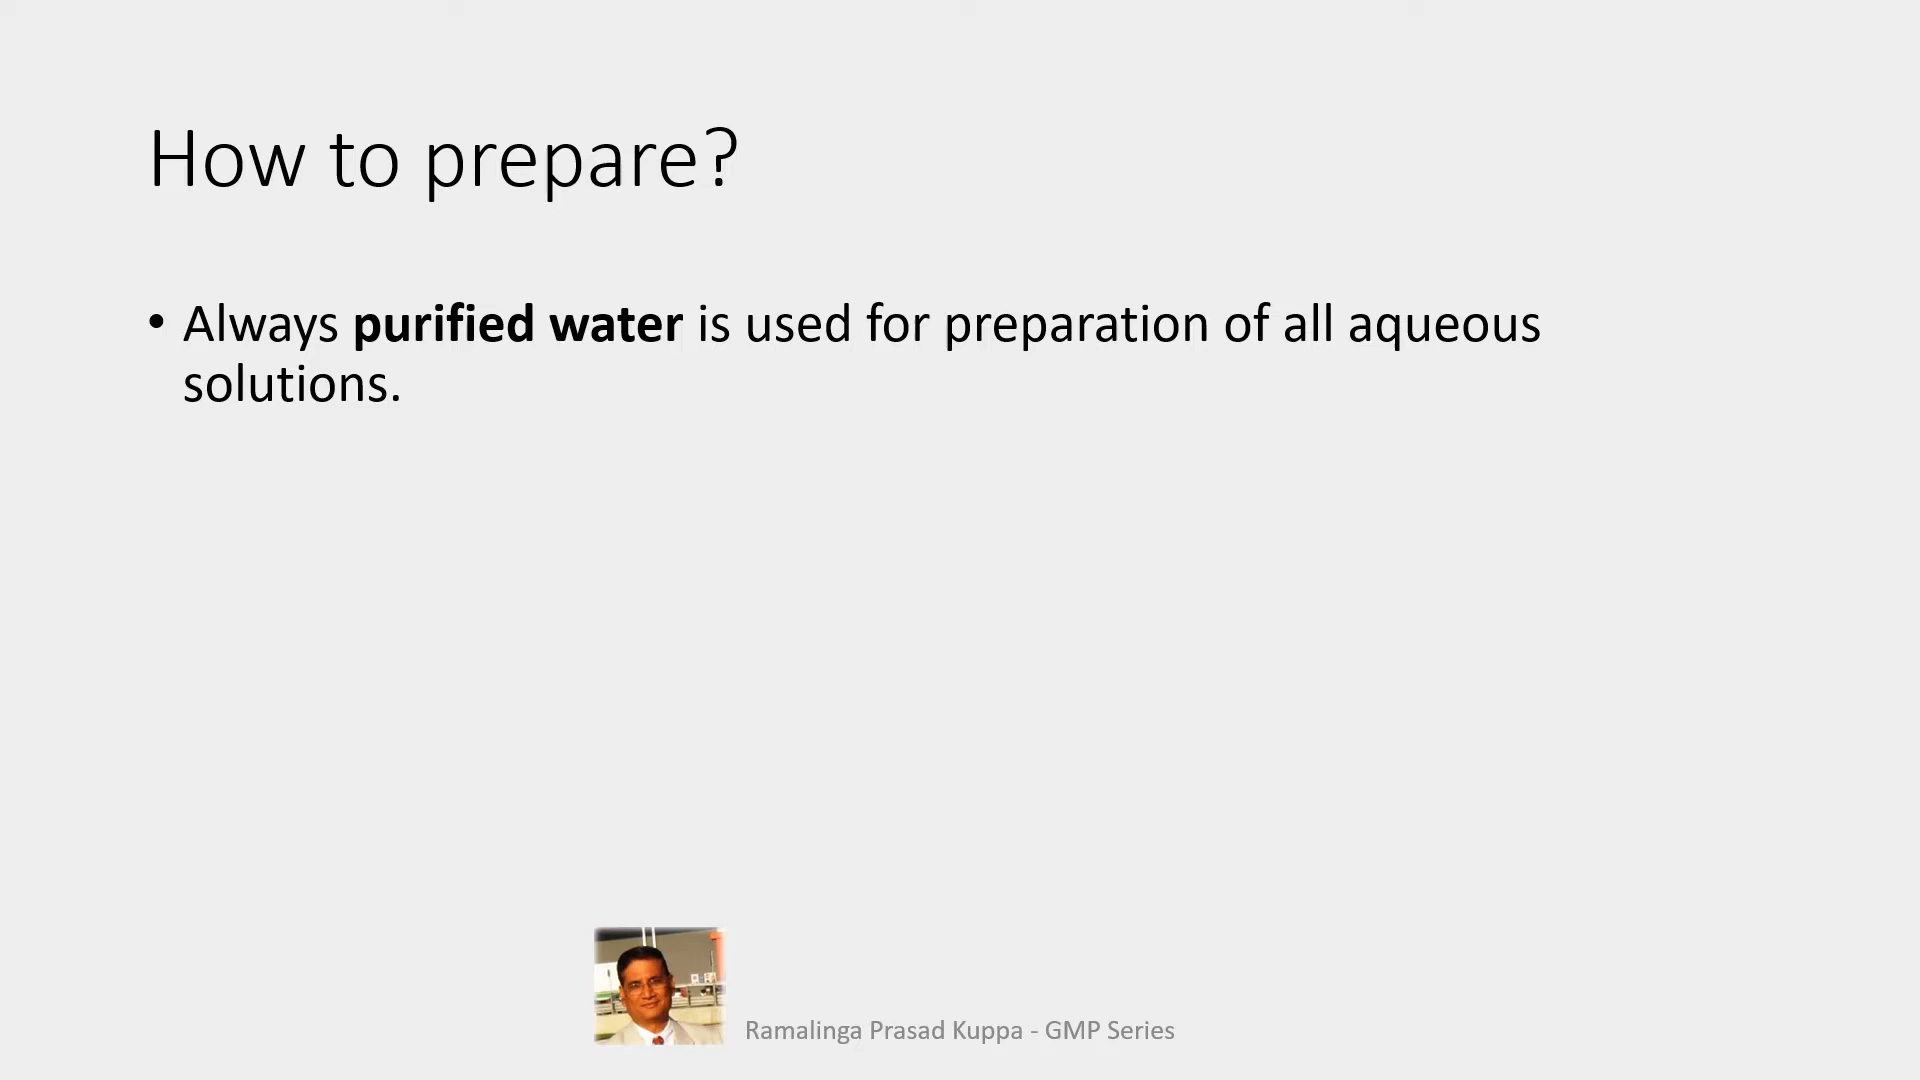 How to prepare?
• Always purified water is used for preparation of all aqueous
solutions.
Ramalinga Prasad Kuppa - GMP Series